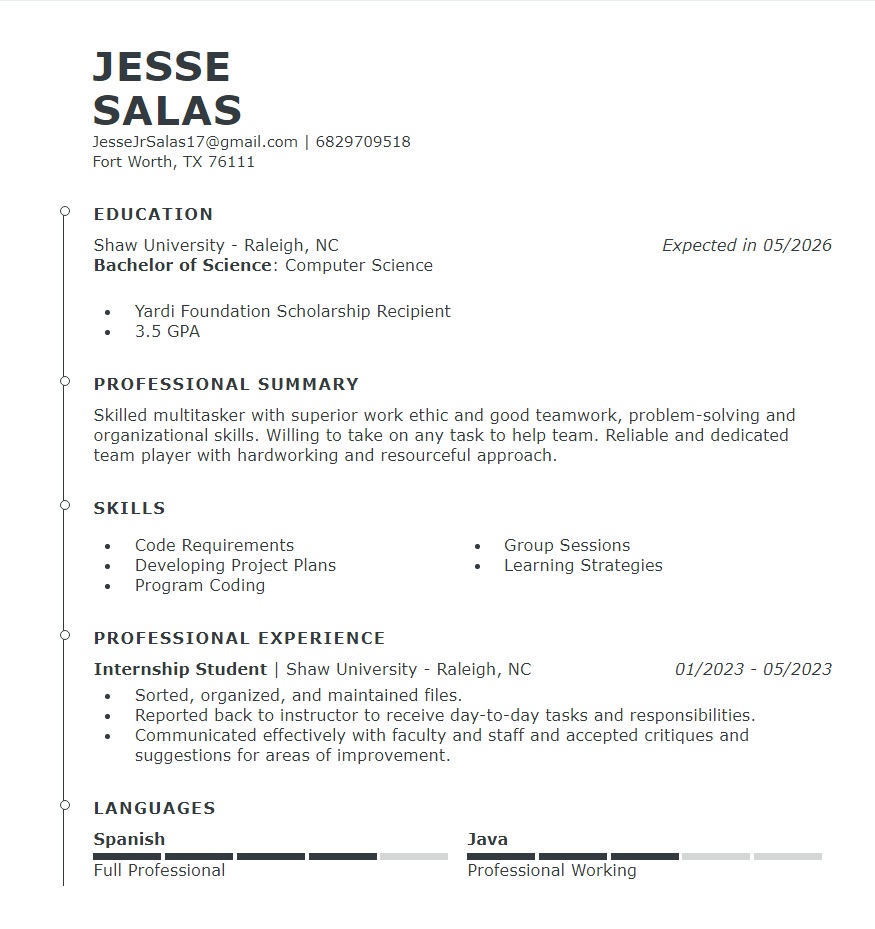 JESSE
SALAS
JesseJrSalas17@gmail.com | 6829709518
Fort Worth, TX 76111
EDUCATION
Shaw University - Raleigh, NC Expected in 05/2026
Bachelor of Science: Computer Science
• Yardi Foundation Scholarship Recipient
• 3.5 GPA
PROFESSIONAL SUMMARY
Skilled multitasker with superior work ethic and good teamwork, problem-solving and
organizational skills. Willing to take on any task to help team. Reliable and dedicated
team player with hardworking and resourceful approach.
SKILLS
• Code Requirements
• Developing Project Plans
• Program Coding
• Group Sessions
• Learning Strategies
PROFESSIONAL EXPERIENCE
Internship Student | Shaw University - Raleigh, NC 01/2023 - 05/2023
• Sorted, organized, and maintained files.
• Reported back to instructor to receive day-to-day tasks and responsibilities.
• Communicated effectively with faculty and staff and accepted critiques and
suggestions for areas of improvement.
LANGUAGES
Spanish
Full Professional
Java
Professional Working